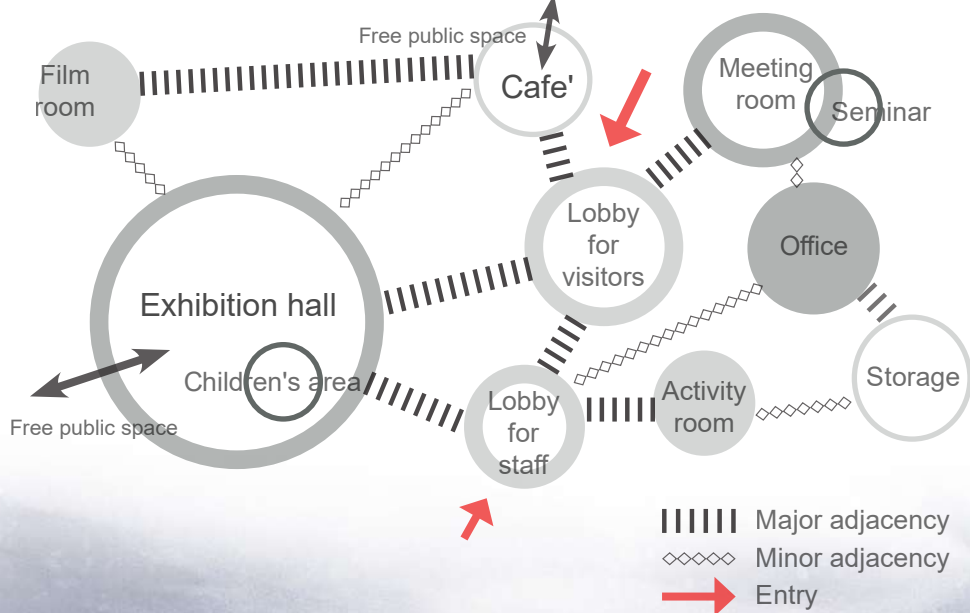 Free public space
Film
room
Cafe'
Meeting
room
Seminar
Lobby
for
visitors
Office
Exhibition hall
Children's area
Free public space
Lobby
for
staff
Activity
room
Storage
Major adjacency
Minor adjacency
Entry